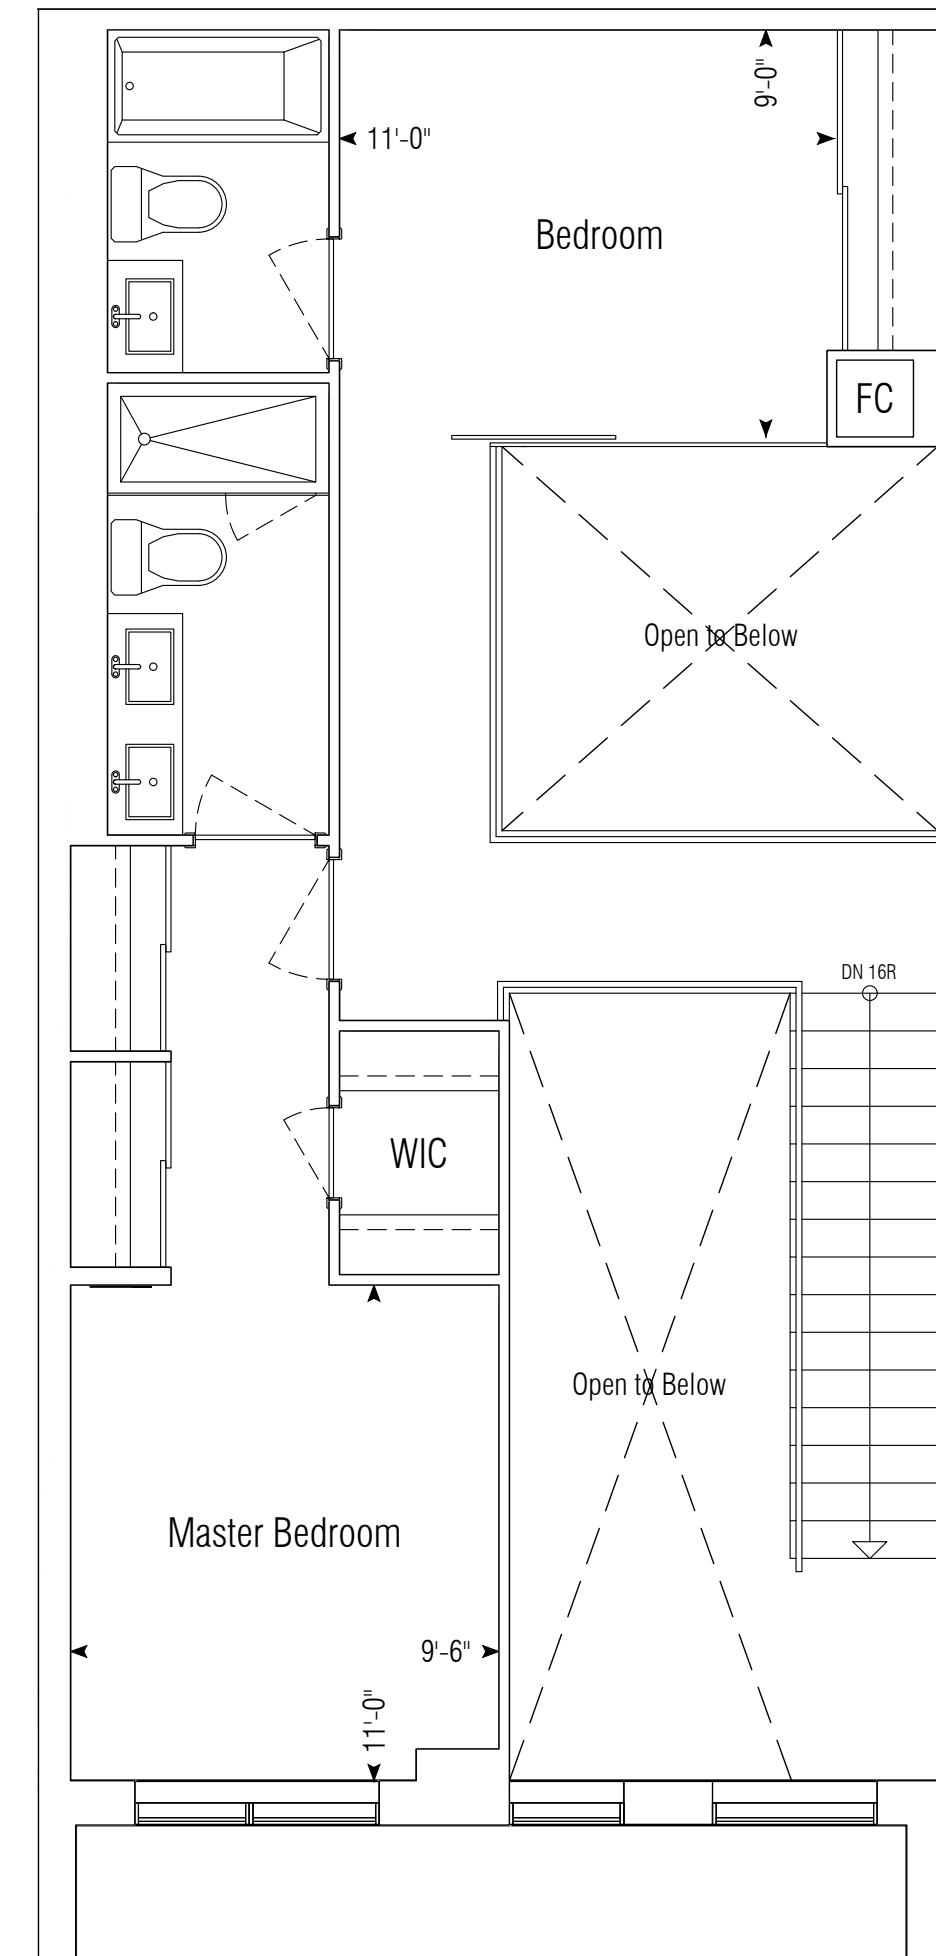 9'-0"
11'-0"
Bedroom
FC
Open to Below
DN 16R
WIC
Open to Below
Master Bedroom
9'-6"
11'-0"